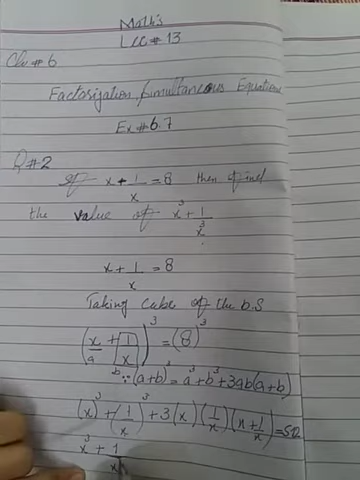 Math's
LEC # 13
Ch # 6
Factorization, Simultaneous Equations
Ex # 6.7
Q#2
If x + 1/x = 8 then find
the value of x³ + 1/x³
x + 1/x = 8
Taking Cube of the b.S
(x + 1/x)³ = (8)³
a b ∵ (a+b)³ = a³+b³+3ab(a+b)
(x)³ + (1/x)³ + 3(x)(1/x)(x+1/x) = 512
x³ + 1/x